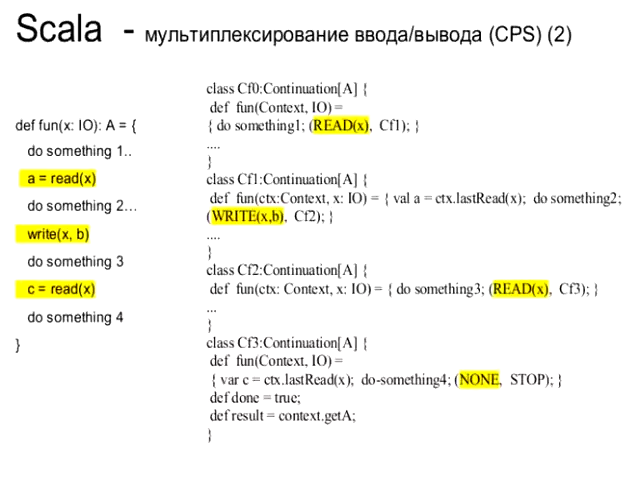 Scala - мультиплексирование ввода/вывода (CPS) (2)
def fun(x: IO): A = {
do something 1..
a = read(x)
do something 2...
write(x, b)
do something 3
c = read(x)
do something 4
}
class Cf0:Continuation[A] {
def fun(Context, IO) =
{ do something1; (READ(x), Cf1); }
....
}
class Cf1:Continuation[A] {
def fun(ctx:Context, x: IO) = { val a = ctx.lastRead(x); do something2;
(WRITE(x,b), Cf2); }
....
}
class Cf2:Continuation[A] {
def fun(ctx: Context, x: IO) = { do something3; (READ(x), Cf3); }
...
}
class Cf3:Continuation[A] {
def fun(Context, IO) =
{ var c = ctx.lastRead(x); do-something4; (NONE, STOP); }
def done = true;
def result = context.getA;
}